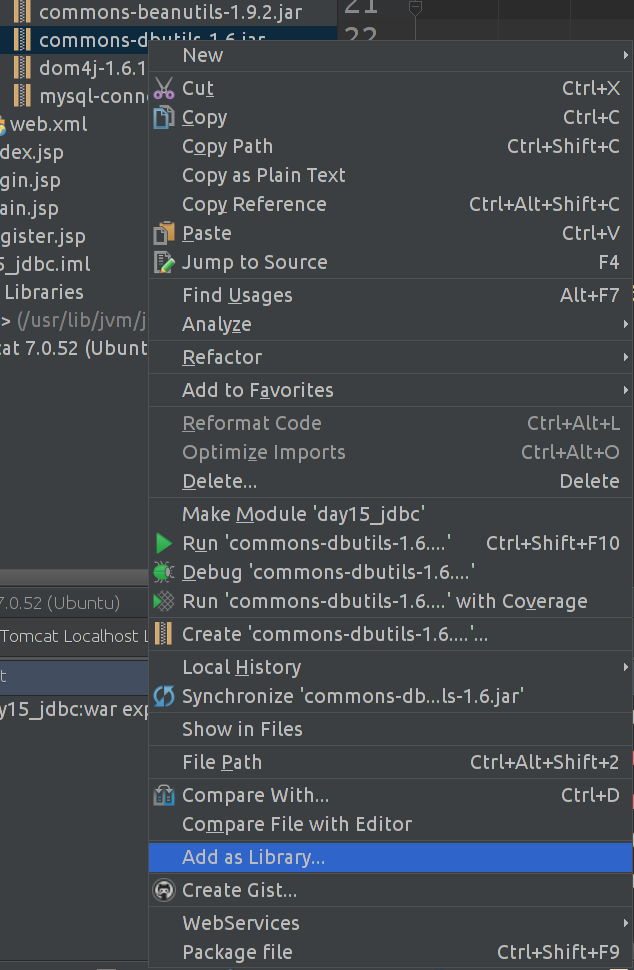 commons-beanutils-1.9.2.jar
21
commons-dbutils-1.6.jar
22
dom4j-1.6.1
mysql-conn
web.xml
dex.jsp
gin.jsp
ain.jsp
gister.jsp
5_jdbc.iml
Libraries
> (/usr/lib/jvm/j
cat 7.0.52 (Ubunt
7.0.52 (Ubuntu)
Tomcat Localhost L
t
y15_jdbc:war exp
New
Cut Ctrl+X
Copy Ctrl+C
Copy Path Ctrl+Shift+C
Copy as Plain Text
Copy Reference Ctrl+Alt+Shift+C
Paste Ctrl+V
Jump to Source F4
Find Usages Alt+F7
Analyze
Refactor
Add to Favorites
Reformat Code Ctrl+Alt+L
Optimize Imports Ctrl+Alt+O
Delete... Delete
Make Module 'day15_jdbc'
Run 'commons-dbutils-1.6....' Ctrl+Shift+F10
Debug 'commons-dbutils-1.6....'
Run 'commons-dbutils-1.6....' with Coverage
Create 'commons-dbutils-1.6....'...
Local History
Synchronize 'commons-db...ls-1.6.jar'
Show in Files
File Path Ctrl+Alt+Shift+2
Compare With... Ctrl+D
Compare File with Editor
Add as Library...
Create Gist...
WebServices
Package file Ctrl+Shift+F9